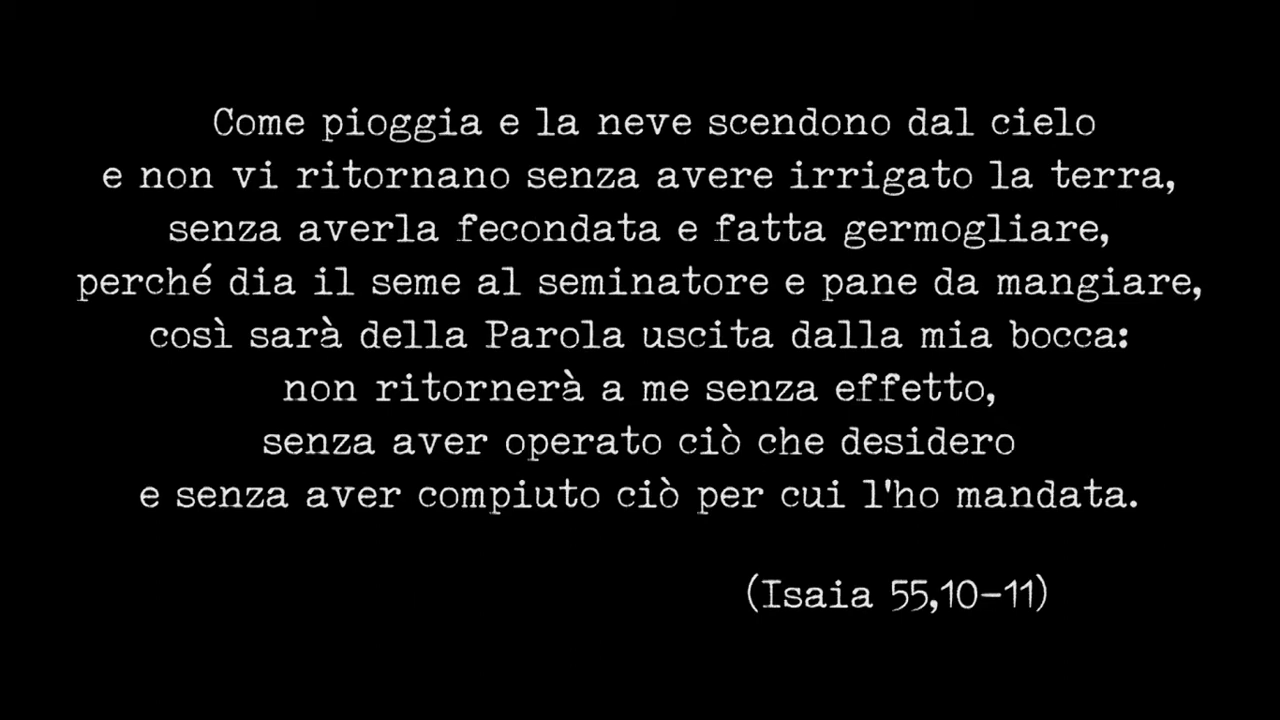 Come pioggia e la neve scendono dal cielo
e non vi ritornano senza avere irrigato la terra,
senza averla fecondata e fatta germogliare,
perché dia il seme al seminatore e pane da mangiare,
così sarà della Parola uscita dalla mia bocca:
non ritornerà a me senza effetto,
senza aver operato ciò che desidero
e senza aver compiuto ciò per cui l'ho mandata.
(Isaia 55,10-11)